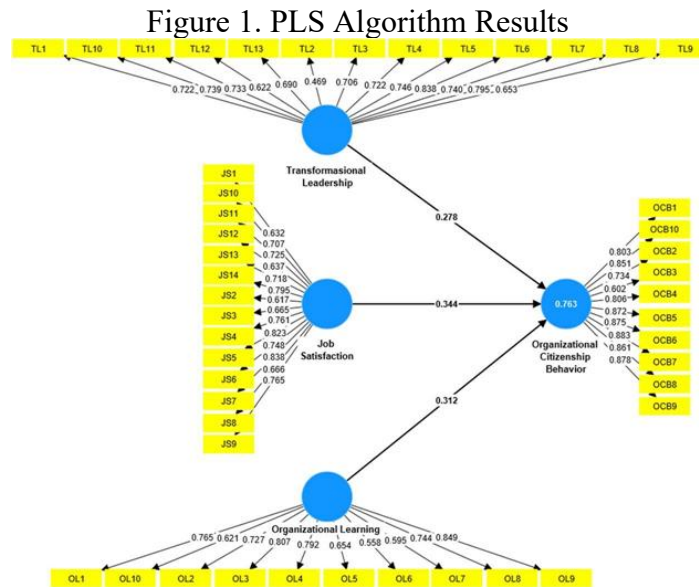 Figure 1. PLS Algorithm Results
TL1 TL10 TL11 TL12 TL13 TL2 TL3 TL4 TL5 TL6 TL7 TL8 TL9
0.722 0.739 0.733 0.622 0.690 0.469 0.706 0.722 0.746 0.838 0.740 0.795 0.653
Transformasional
Leadership
0.278
JS1
JS10
JS11
JS12
JS13
JS14
JS2
JS3
JS4
JS5
JS6
JS7
JS8
JS9
0.632
0.707
0.725
0.637
0.718
0.795
0.617
0.665
0.761
0.823
0.748
0.838
0.666
0.765
Job
Satisfaction
0.344
0.763
Organizational
Citizenship
Behavior
0.803
0.851
0.734
0.602
0.806
0.872
0.875
0.883
0.861
0.878
OCB1
OCB10
OCB2
OCB3
OCB4
OCB5
OCB6
OCB7
OCB8
OCB9
0.312
Organizational Learning
0.765 0.621 0.727 0.807 0.792 0.654 0.558 0.595 0.744 0.849
OL1 OL10 OL2 OL3 OL4 OL5 OL6 OL7 OL8 OL9